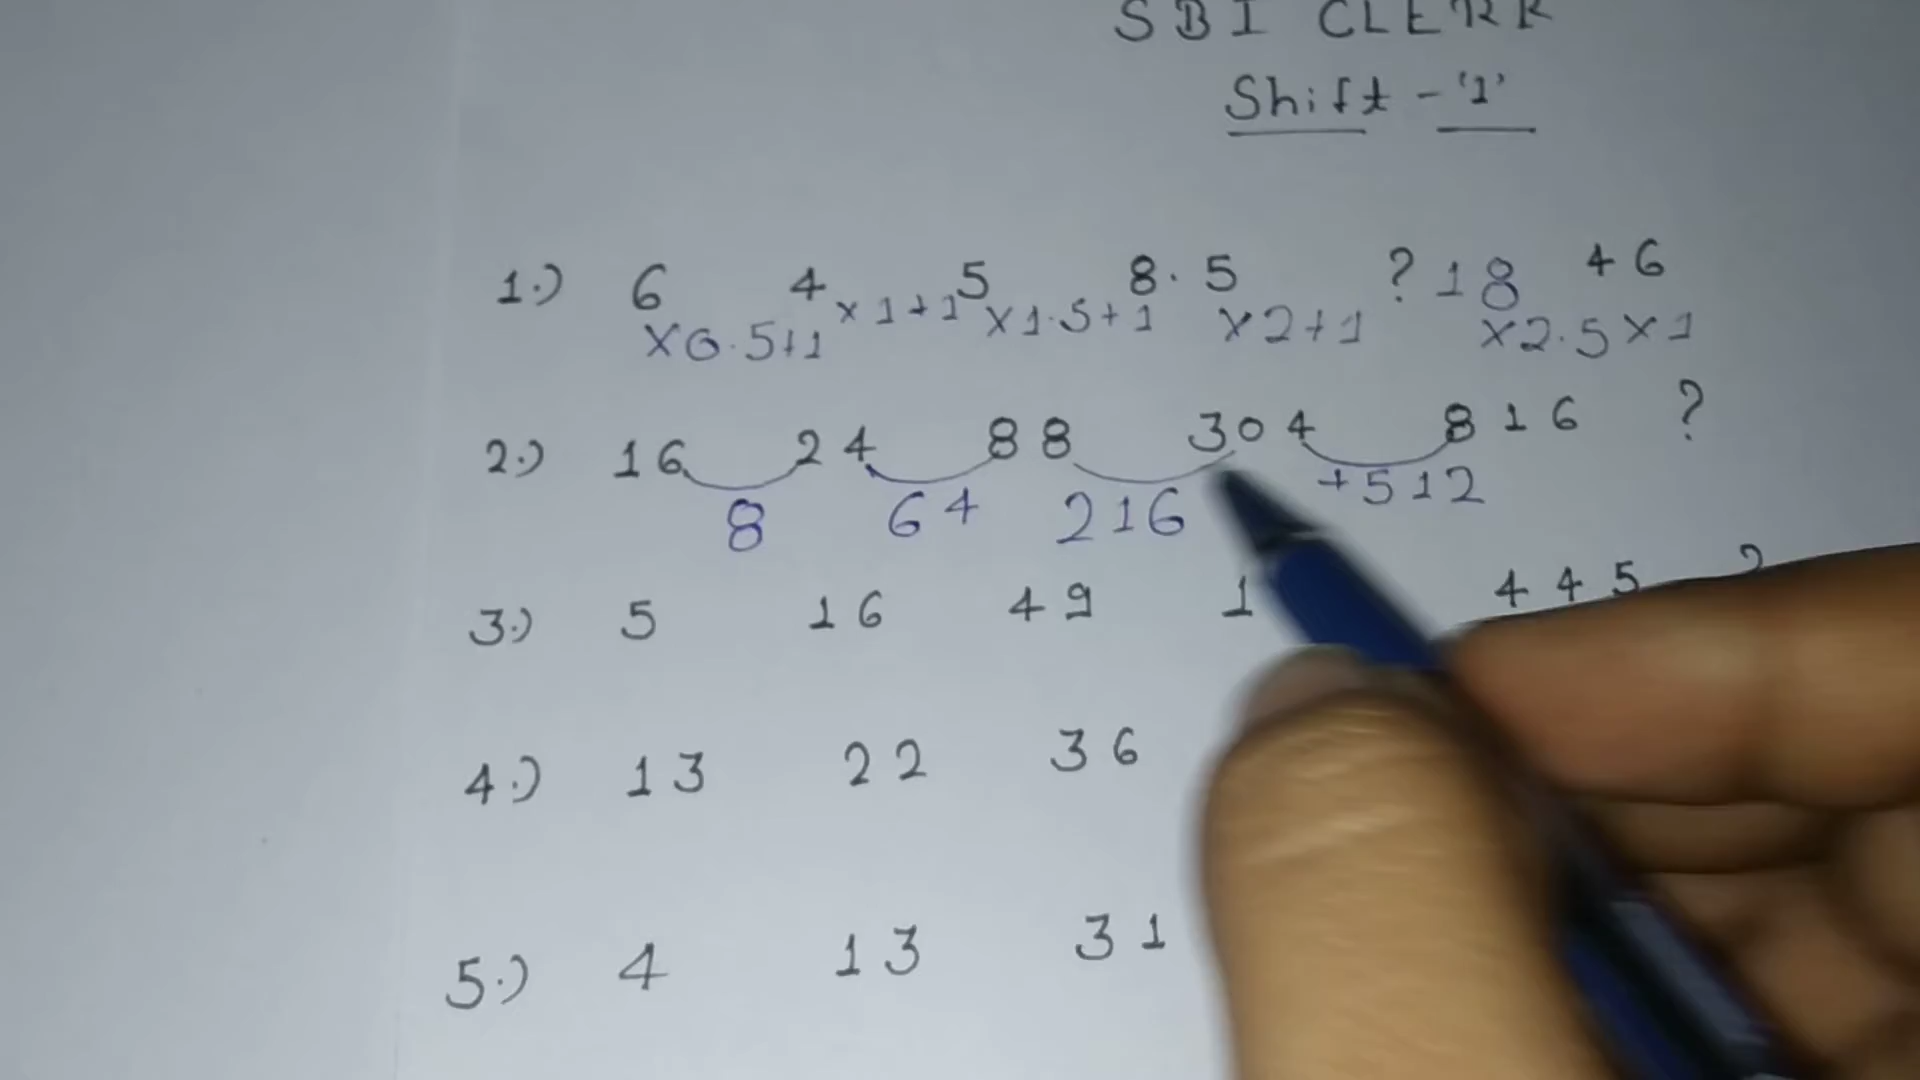 SBI CLERK
Shift - '1'
1.) 6 4 5 8.5 ? 18 46
×0.5+1 ×1+1 ×1.5+1 ×2+1 ×2.5×1
2.) 16 24 88 304 816 ?
8 64 216 +512
3.) 5 16 49 1 445 ?
4.) 13 22 36
5.) 4 13 31